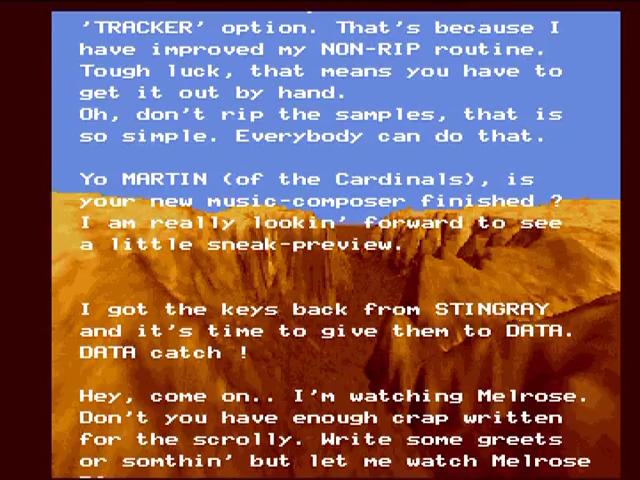 'TRACKER' option. That's because I
have improved my NON-RIP routine.
Tough luck, that means you have to
get it out by hand.
Oh, don't rip the samples, that is
so simple. Everybody can do that.
Yo MARTIN (of the Cardinals), is
your new music-composer finished ?
I am really lookin' forward to see
a little sneak-preview.
I got the keys back from STINGRAY
and it's time to give them to DATA.
DATA catch !
Hey, come on.. I'm watching Melrose.
Don't you have enough crap written
for the scrolly. Write some greets
or somthin' but let me watch Melrose